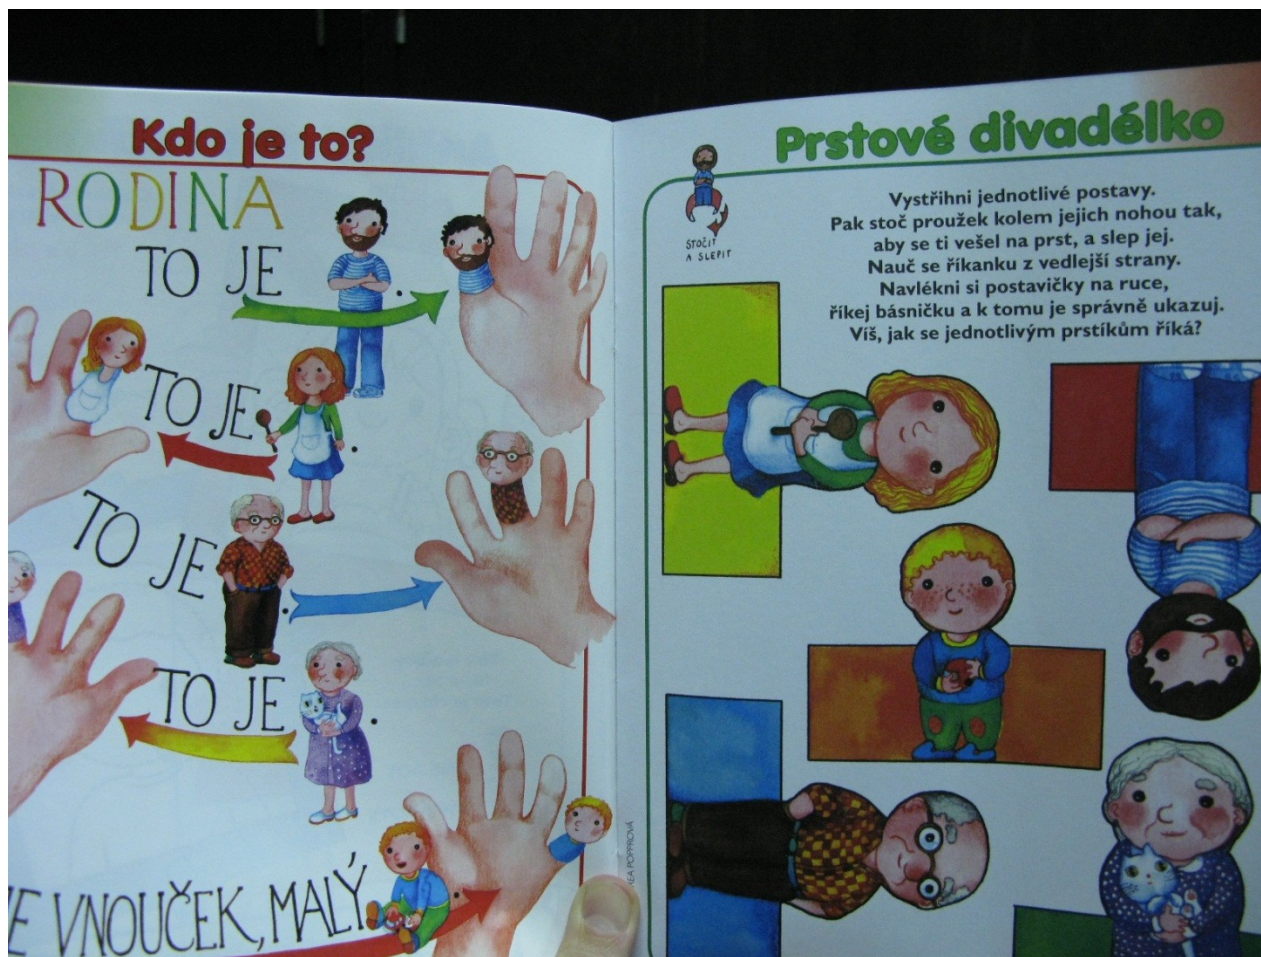 Kdo je to?
RODINA
TO JE .
TO JE .
TO JE .
TO JE .
JE VNOUČEK, MALÝ
Prstové divadélko
STOČIT
A SLEPIT
Vystřihni jednotlivé postavy.
Pak stoč proužek kolem jejich nohou tak,
aby se ti vešel na prst, a slep jej.
Nauč se říkanku z vedlejší strany.
Navlékni si postavičky na ruce,
říkej básničku a k tomu je správně ukazuj.
Víš, jak se jednotlivým prstíkům říká?
POPPROVÁ